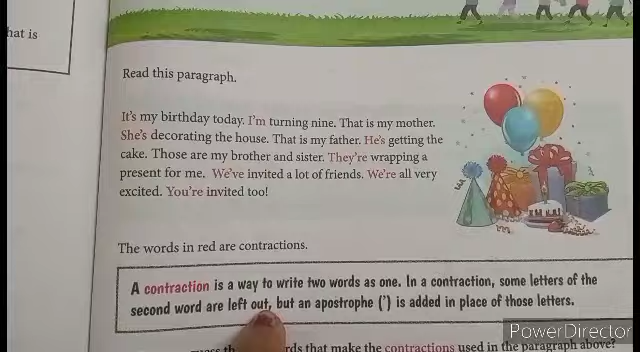 hat is
Read this paragraph.
It's my birthday today. I'm turning nine. That is my mother.
She's decorating the house. That is my father. He's getting the
cake. Those are my brother and sister. They're wrapping a
present for me. We've invited a lot of friends. We're all very
excited. You're invited too!
The words in red are contractions.
A contraction is a way to write two words as one. In a contraction, some letters of the
second word are left out, but an apostrophe (') is added in place of those letters.
PowerDirector
that make the contractions used in the paragraph above?